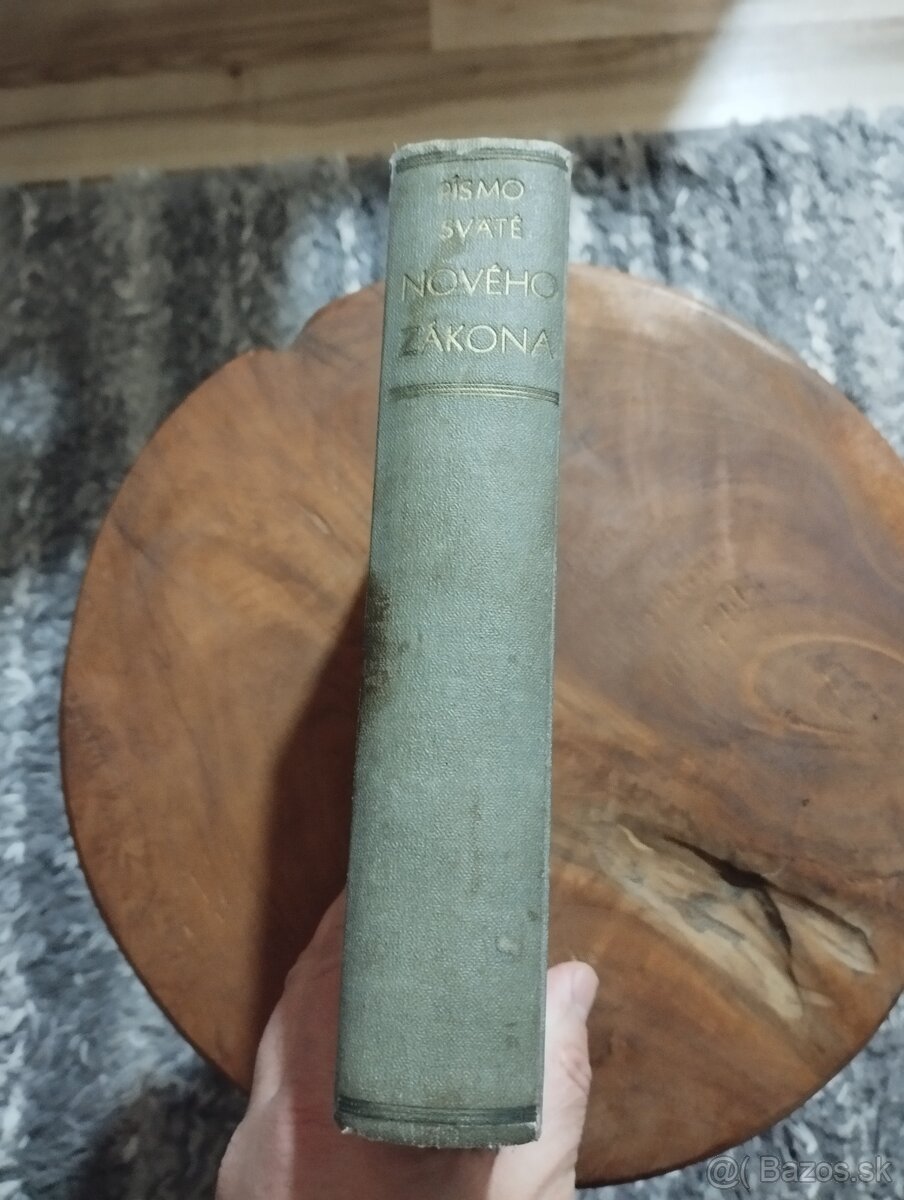 PÍSMO
SVÄTÉ
NOVÉHO
ZÁKONA
@( Bazos.sk